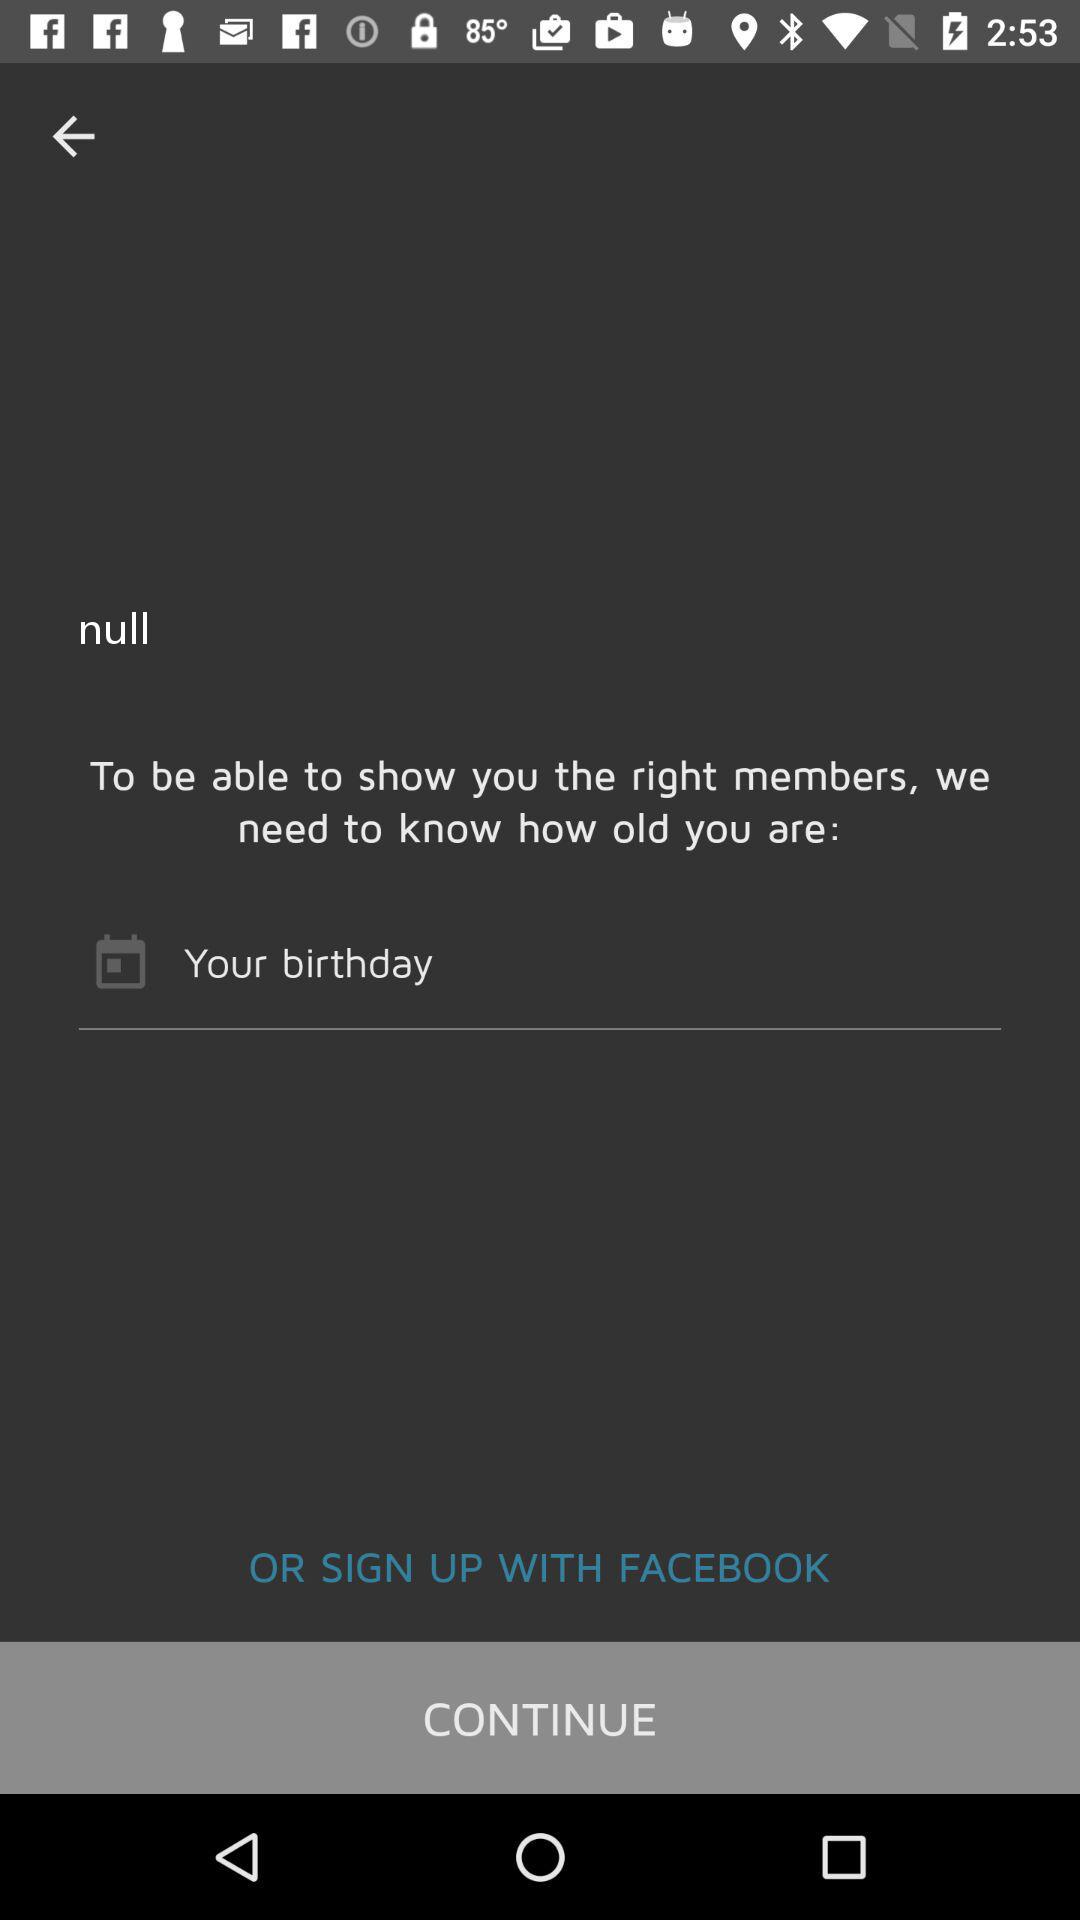 85° 2:53
null
To be able to show you the right members, we
need to know how old you are:
Your birthday
OR SIGN UP WITH FACEBOOK
CONTINUE